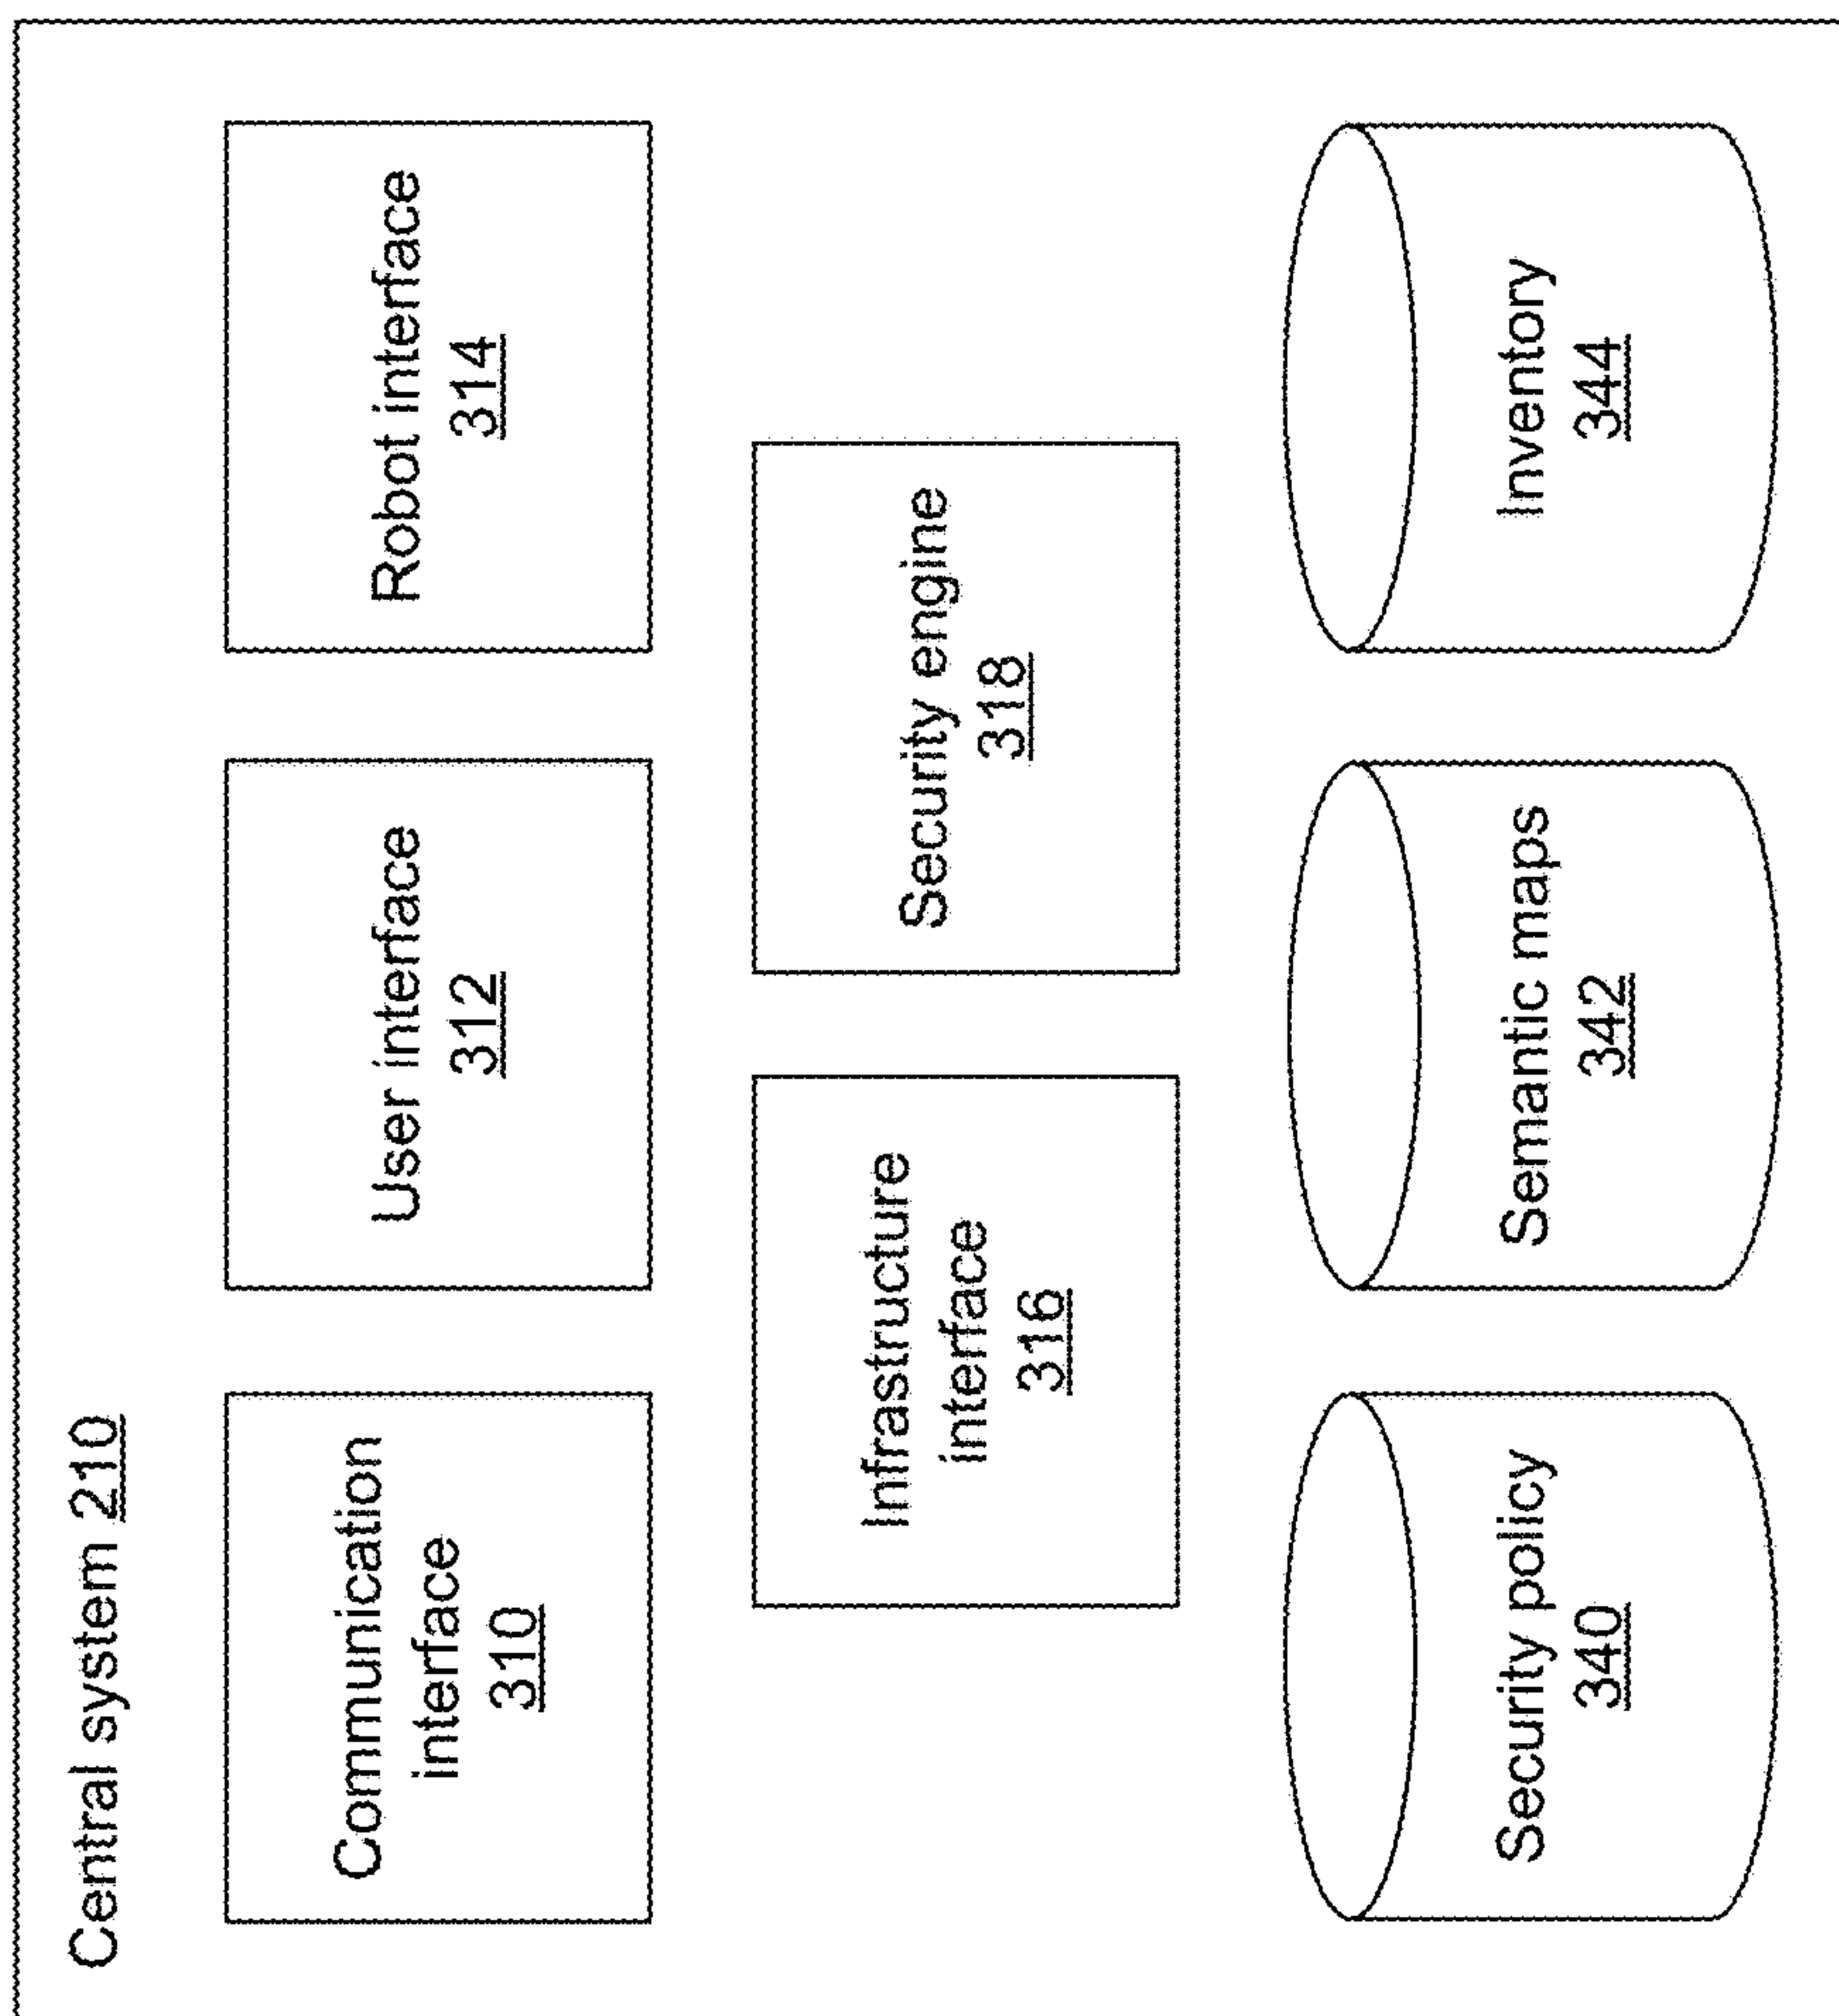 Central system 210
Communication
interface
310
User interface
312
Robot interface
314
Infrastructure
interface
316
Security engine
318
Security policy
340
Semantic maps
342
Inventory
344